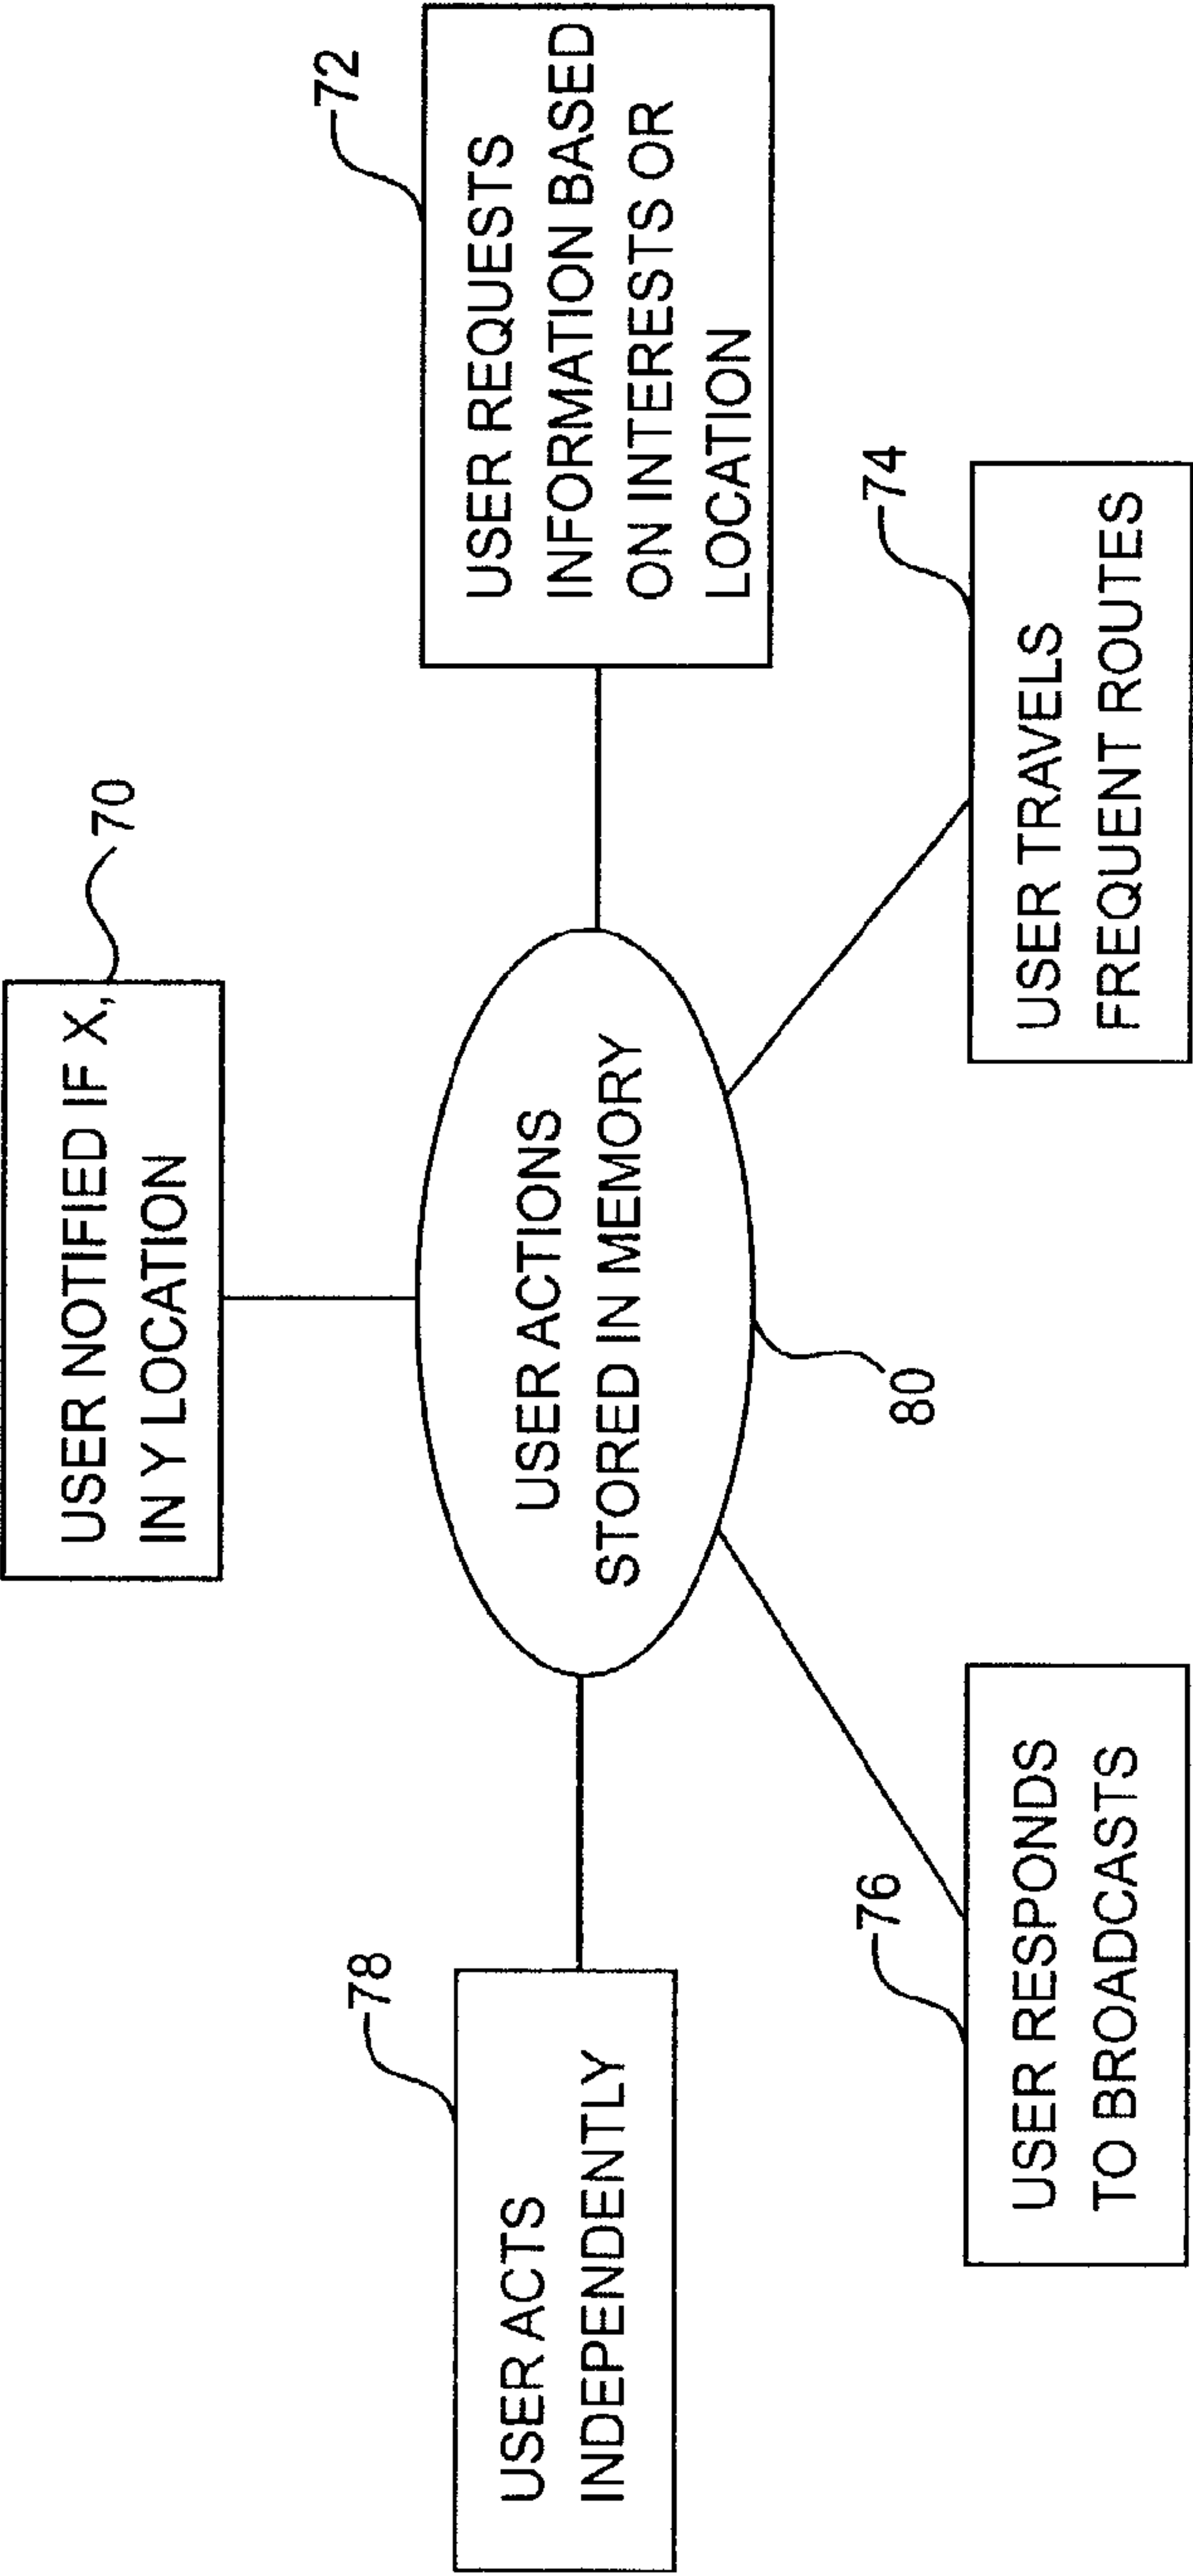 70
USER NOTIFIED IF X,
IN Y LOCATION
72
USER REQUESTS
INFORMATION BASED
ON INTERESTS OR
LOCATION
78
USER ACTS
INDEPENDENTLY
USER ACTIONS
STORED IN MEMORY
80
76
USER RESPONDS
TO BROADCASTS
74
USER TRAVELS
FREQUENT ROUTES